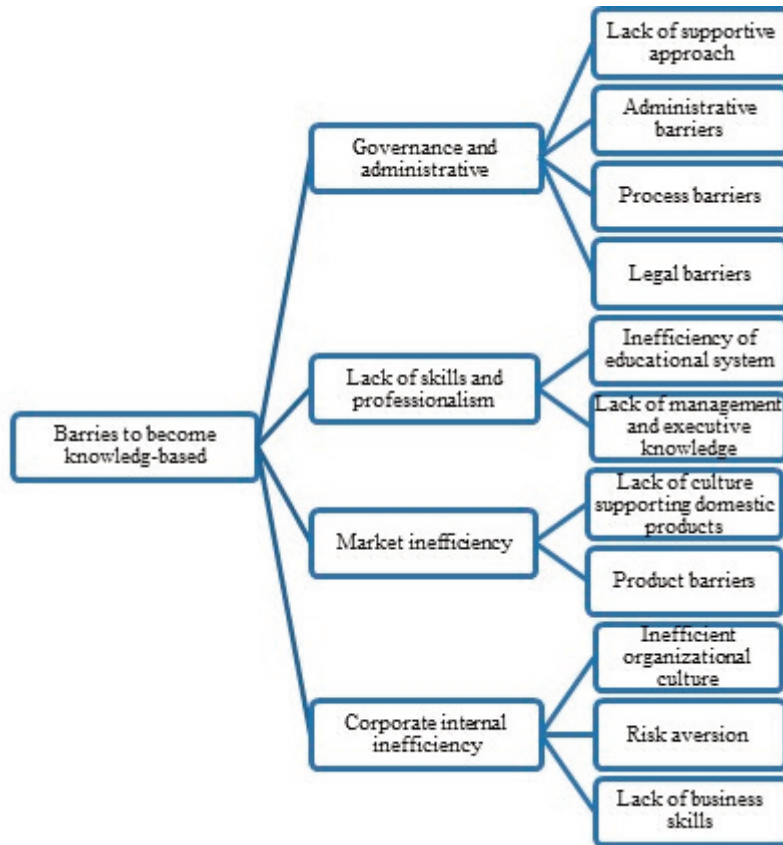 Lack of supportive
approach
Administrative
barriers
Governance and
administrative
Process barriers
Legal barriers
Inefficiency of
educational system
Lack of skills and
professionalism
Lack of management
and executive
knowledge
Barries to become
knowledg-based
Lack of culture
supporting domestic
products
Market inefficiency
Product barriers
Inefficient
organizational
culture
Corporate internal
inefficiency
Risk aversion
Lack of business
skills